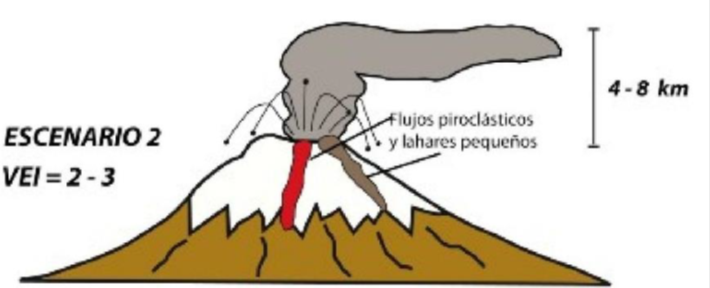 4 - 8 km
Flujos piroclásticos
y lahares pequeños
ESCENARIO 2
VEI = 2 - 3